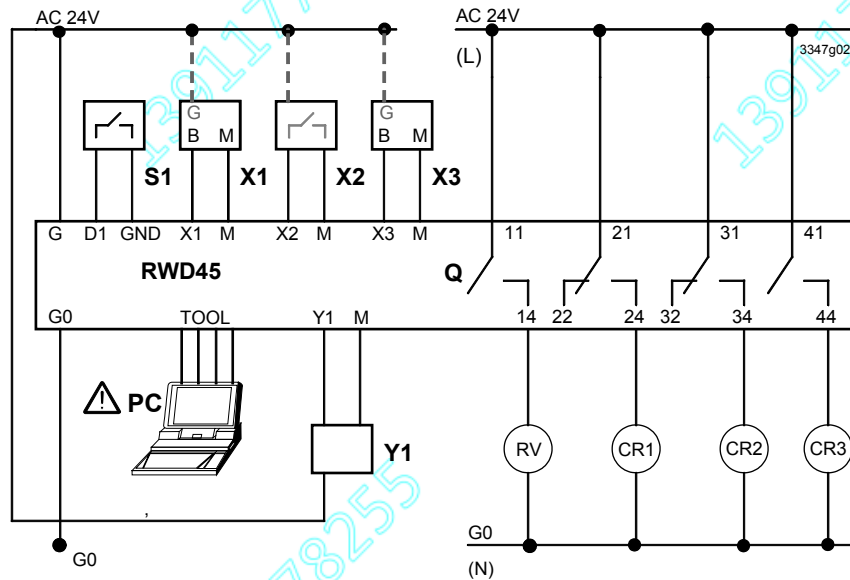 AC 24V
AC 24V
(L)
3347g02
G
G
B M
B M
S1 X1 X2 X3
G D1 GND X1 M X2 M X3 M 11 21 31 41
RWD45 Q
G0 TOOL Y1 M 14 22 24 32 34 44
PC
Y1
RV CR1 CR2 CR3
G0
G0
(N)